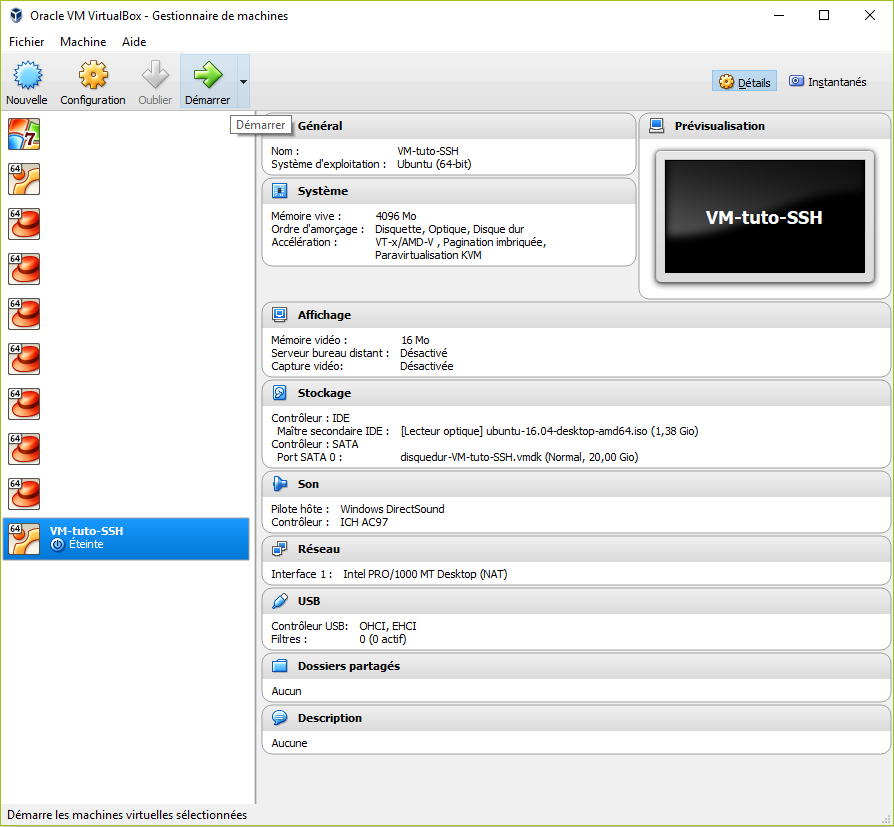 Oracle VM VirtualBox - Gestionnaire de machines
Fichier Machine Aide
Nouvelle Configuration Oublier Démarrer Détails Instantanés
Démarrer
7
64
64
64
64
64
64
64
64
64 VM-tuto-SSH
Éteinte
Général
Nom : VM-tuto-SSH
Système d'exploitation : Ubuntu (64-bit)
Système
Mémoire vive : 4096 Mo
Ordre d'amorçage : Disquette, Optique, Disque dur
Accélération : VT-x/AMD-V , Pagination imbriquée,
Paravirtualisation KVM
Prévisualisation
VM-tuto-SSH
Affichage
Mémoire vidéo : 16 Mo
Serveur bureau distant : Désactivé
Capture vidéo: Désactivée
Stockage
Contrôleur : IDE
Maître secondaire IDE : [Lecteur optique] ubuntu-16.04-desktop-amd64.iso (1,38 Gio)
Contrôleur : SATA
Port SATA 0 : disquedur-VM-tuto-SSH.vmdk (Normal, 20,00 Gio)
Son
Pilote hôte : Windows DirectSound
Contrôleur : ICH AC97
Réseau
Interface 1 : Intel PRO/1000 MT Desktop (NAT)
USB
Contrôleur USB: OHCI, EHCI
Filtres : 0 (0 actif)
Dossiers partagés
Aucun
Description
Aucune
Démarre les machines virtuelles sélectionnées